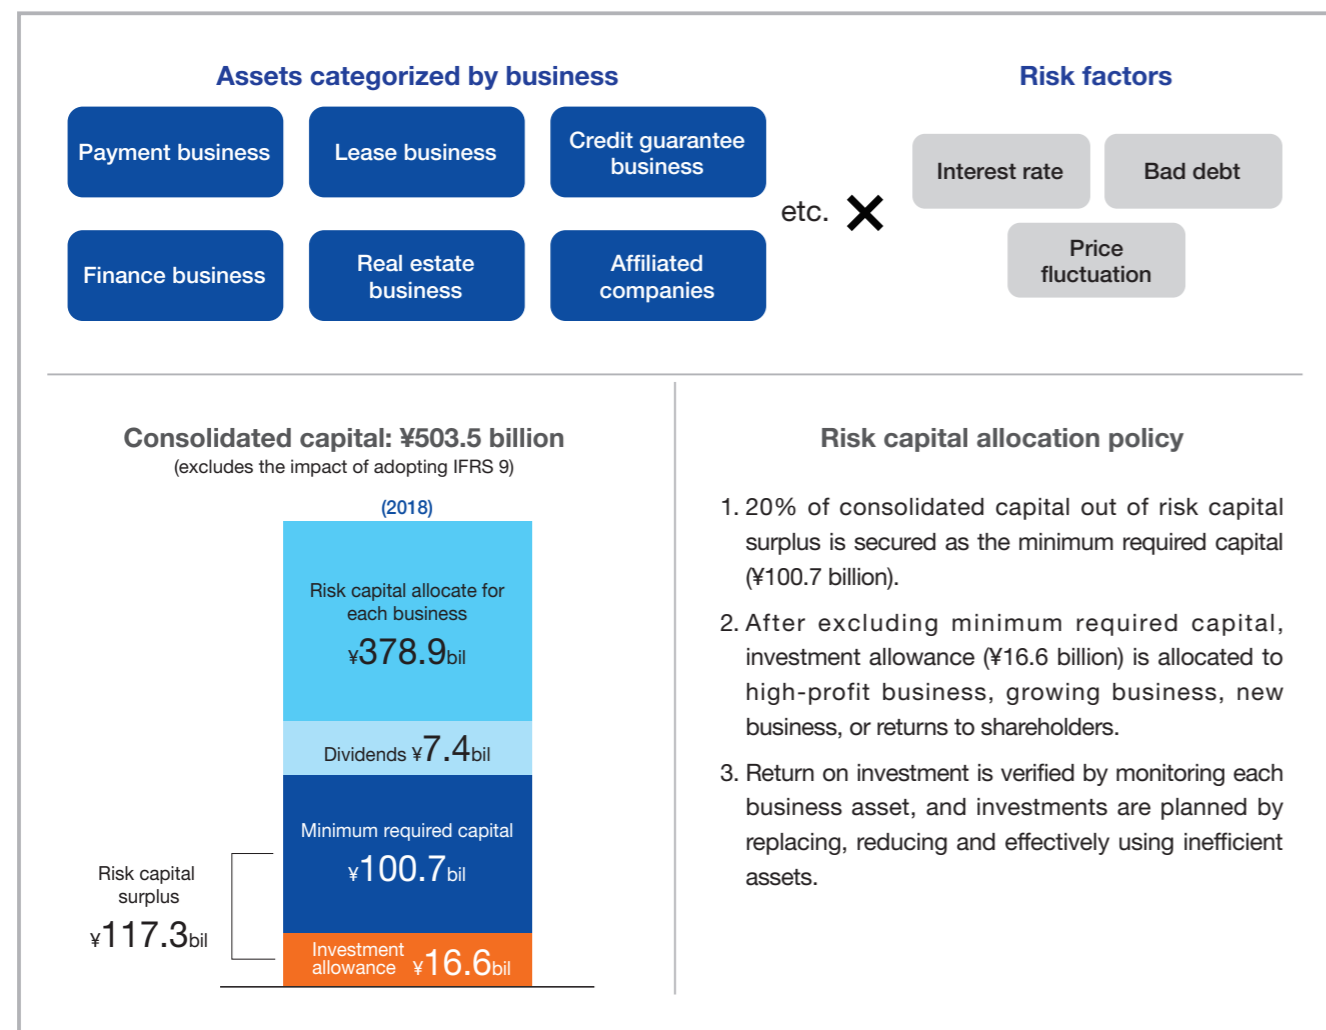 Assets categorized by business
Payment business
Lease business
Credit guarantee
business
Finance business
Real estate
business
Affiliated
companies
etc.
×
Risk factors
Interest rate
Bad debt
Price
fluctuation
Consolidated capital: ¥503.5 billion
(excludes the impact of adopting IFRS 9)
(2018)
Risk capital allocate for
each business
¥378.9bil
Dividends ¥7.4bil
Minimum required capital
¥100.7bil
Investment
allowance ¥16.6bil
Risk capital
surplus
¥117.3bil
Risk capital allocation policy
1. 20% of consolidated capital out of risk capital
surplus is secured as the minimum required capital
(¥100.7 billion).
2. After excluding minimum required capital,
investment allowance (¥16.6 billion) is allocated to
high-profit business, growing business, new
business, or returns to shareholders.
3. Return on investment is verified by monitoring each
business asset, and investments are planned by
replacing, reducing and effectively using inefficient
assets.